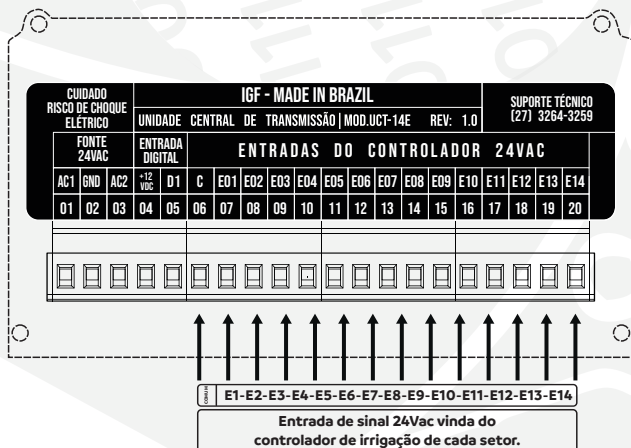 CUIDADO
RISCO DE CHOQUE
ELÉTRICO
IGF - MADE IN BRAZIL
UNIDADE CENTRAL DE TRANSMISSÃO | MOD.UCT-14E REV: 1.0
SUPORTE TÉCNICO
(27) 3264-3259
FONTE
24VAC
ENTRADA
DIGITAL
ENTRADAS DO CONTROLADOR 24VAC
AC1 GND AC2 +12 VDC D1 C E01 E02 E03 E04 E05 E06 E07 E08 E09 E10 E11 E12 E13 E14
01 02 03 04 05 06 07 08 09 10 11 12 13 14 15 16 17 18 19 20
COMUM E1-E2-E3-E4-E5-E6-E7-E8-E9-E10-E11-E12-E13-E14
Entrada de sinal 24Vac vinda do
controlador de irrigação de cada setor.